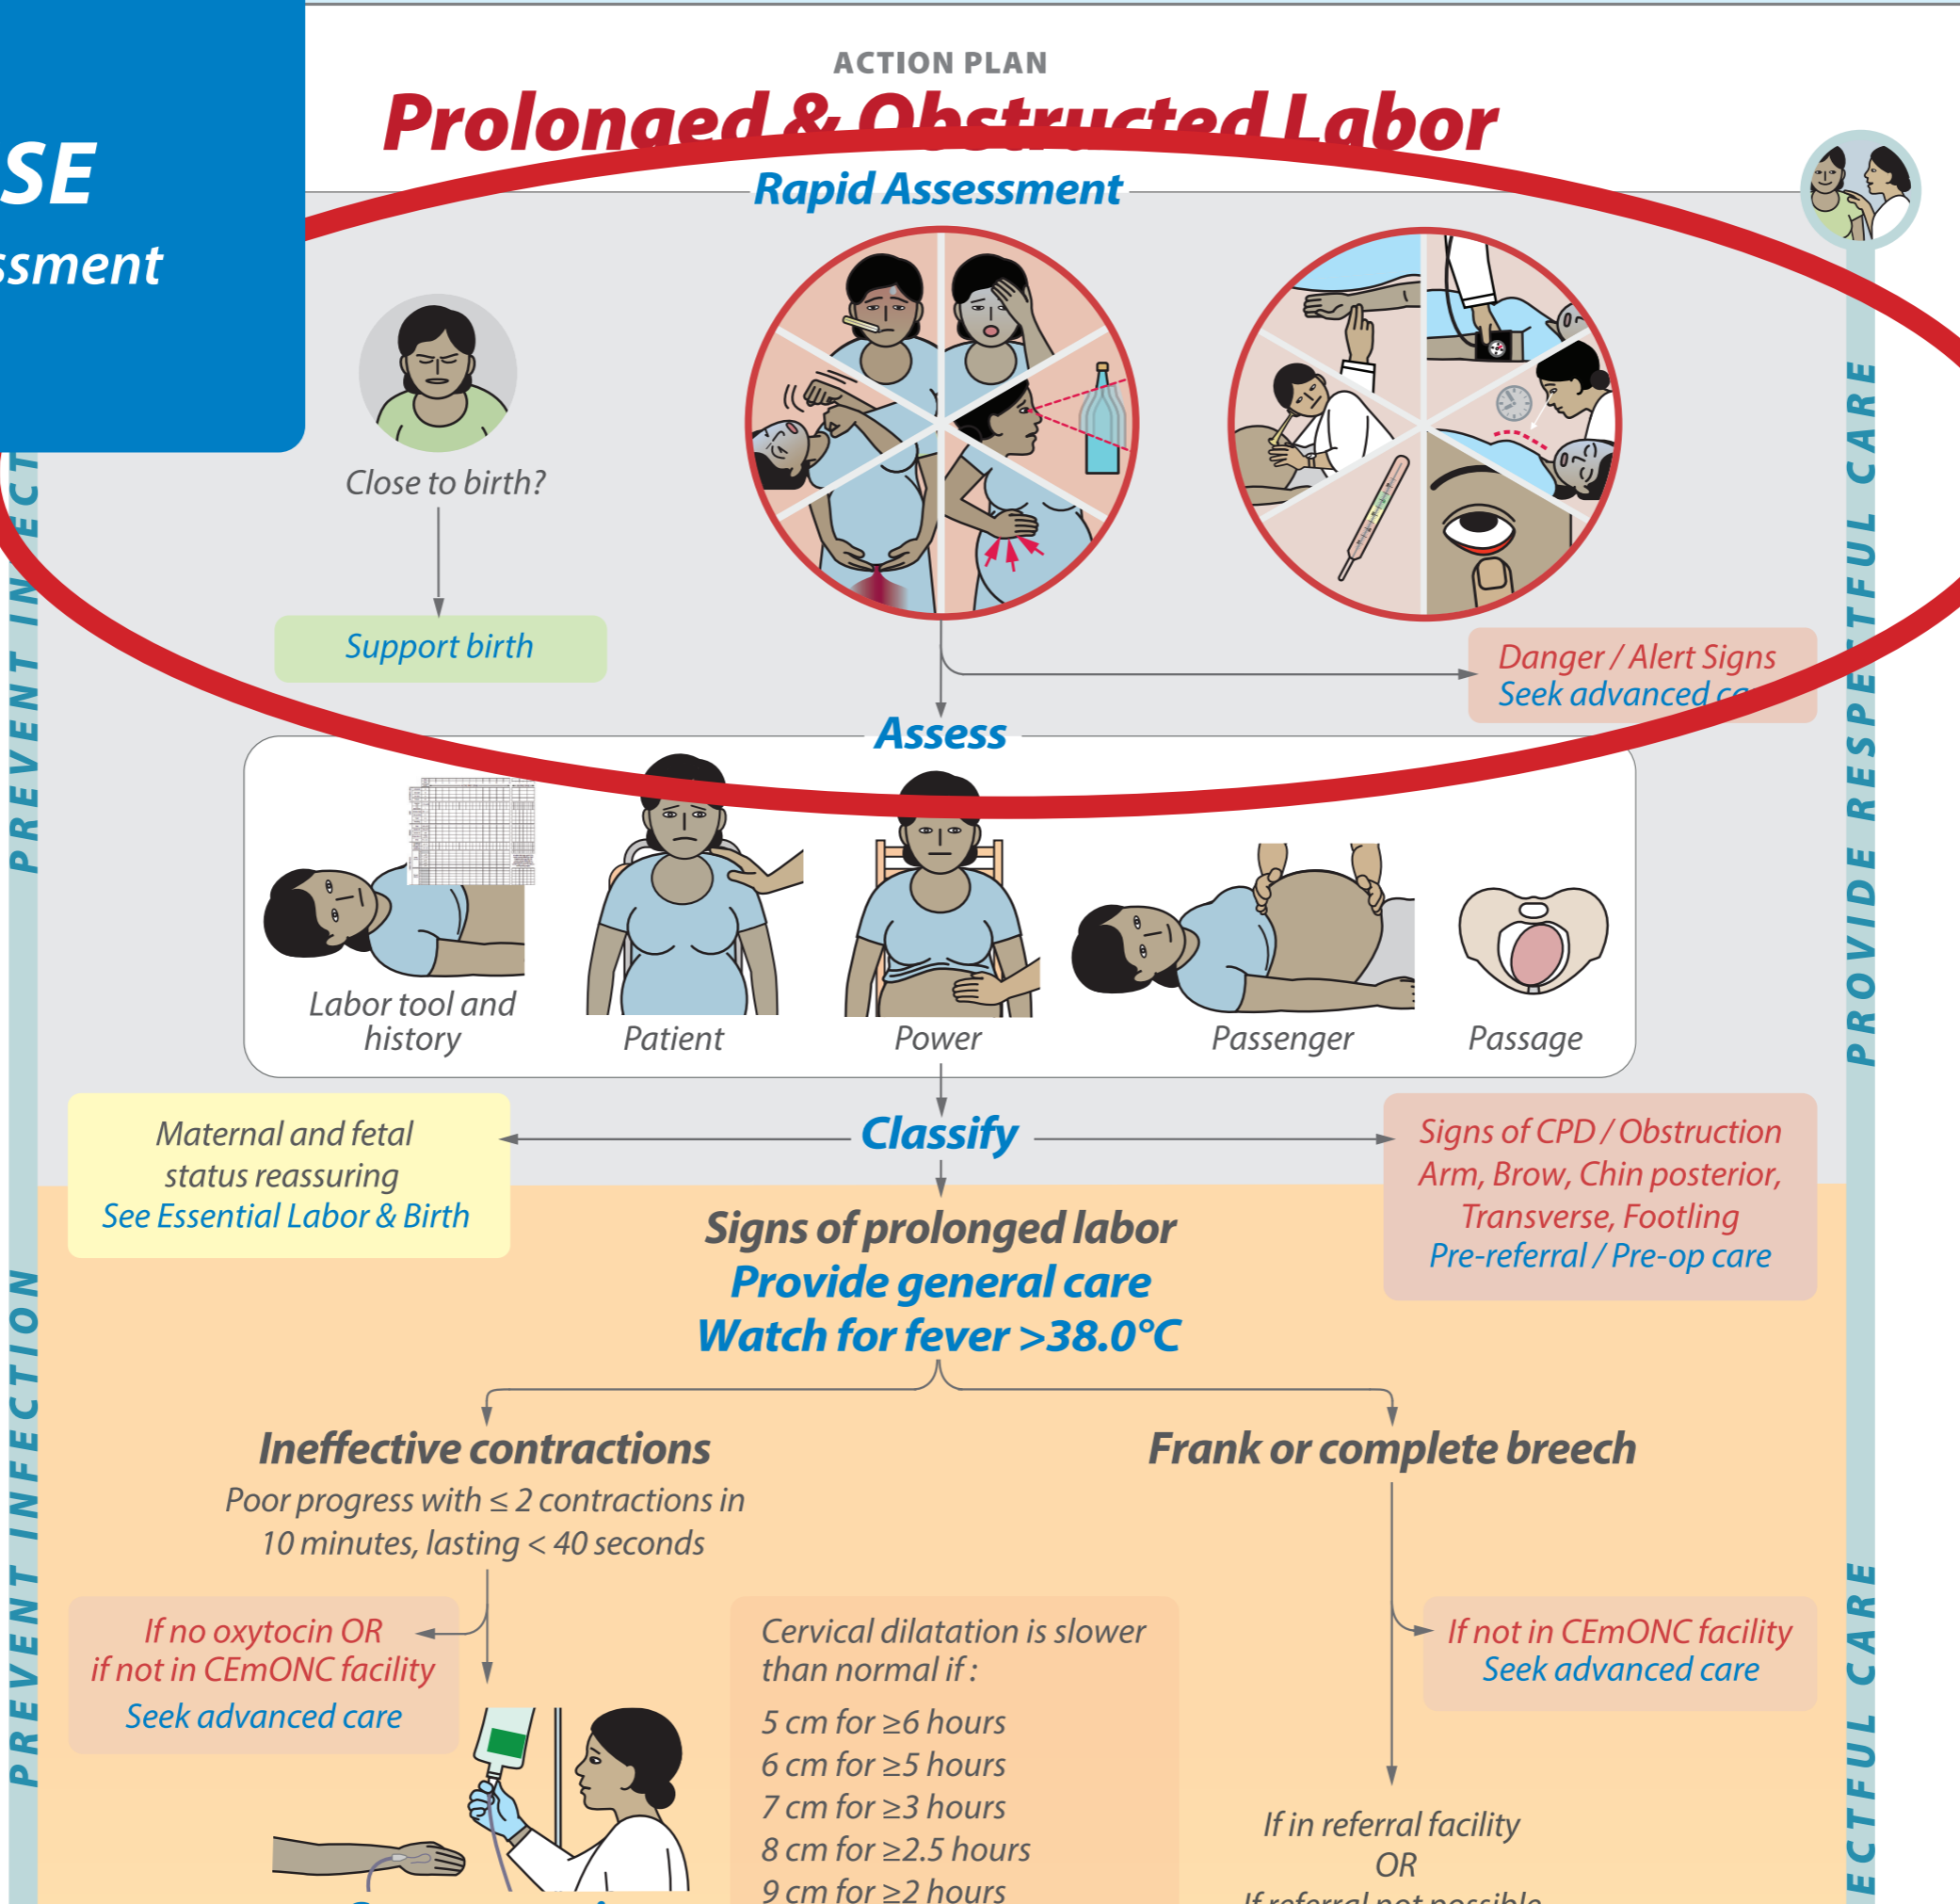 SE
ssment
ACTION PLAN
Prolonged & Obstructed Labor
Rapid Assessment
Close to birth?
Support birth
Danger / Alert Signs
Seek advanced
Assess
Labor tool and
history
Patient
Power
Passenger
Passage
Classify
Maternal and fetal
status reassuring
See Essential Labor & Birth
Signs of CPD / Obstruction
Arm, Brow, Chin posterior,
Transverse, Footling
Pre-referral / Pre-op care
Signs of prolonged labor
Provide general care
Watch for fever >38.0°C
Ineffective contractions
Poor progress with ≤ 2 contractions in
10 minutes, lasting < 40 seconds
If no oxytocin OR
if not in CEmONC facility
Seek advanced care
Cervical dilatation is slower
than normal if :
5 cm for ≥6 hours
6 cm for ≥5 hours
7 cm for ≥3 hours
8 cm for ≥2.5 hours
9 cm for ≥2 hours
Frank or complete breech
If not in CEmONC facility
Seek advanced care
If in referral facility
OR
If referral not possible
PREVENT INFECT
PREVENT INFECTION
PROVIDE RESPECTFUL CARE
ECTFUL CARE